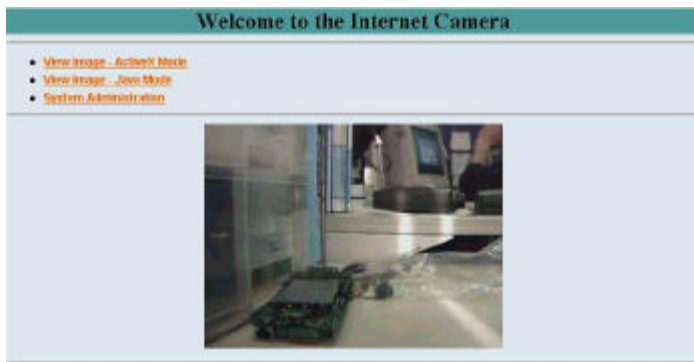 Welcome to the Internet Camera
View Image - ActiveX Mode
View Image - Java Mode
System Administration